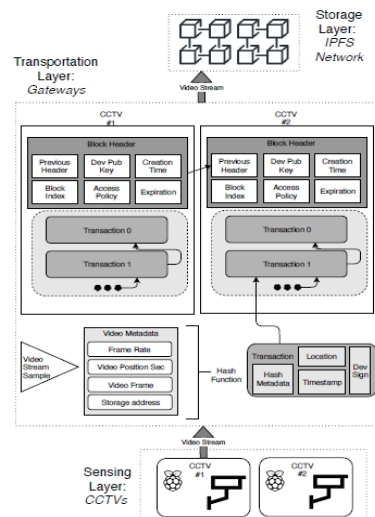 Storage
Layer:
IPFS
Network
Transportation
Layer:
Gateways
Video Stream
CCTV
#1
Block Header
Previous
Header
Dev Pub
Key
Creation
Time
Block
Index
Access
Policy
Expiration
Transaction 0
Transaction 1
CCTV
#2
Block Header
Previous
Header
Dev Pub
Key
Creation
Time
Block
Index
Access
Policy
Expiration
Transaction 0
Transaction 1
Video
Stream
Sample
Video Metadata
Frame Rate
Video Position Sec
Video Frame
Storage address
Hash
Function
Transaction
Location
Hash
Metadata
Timestamp
Dev
Sign
Video Stream
Sensing
Layer:
CCTVs
CCTV
#1
CCTV
#2